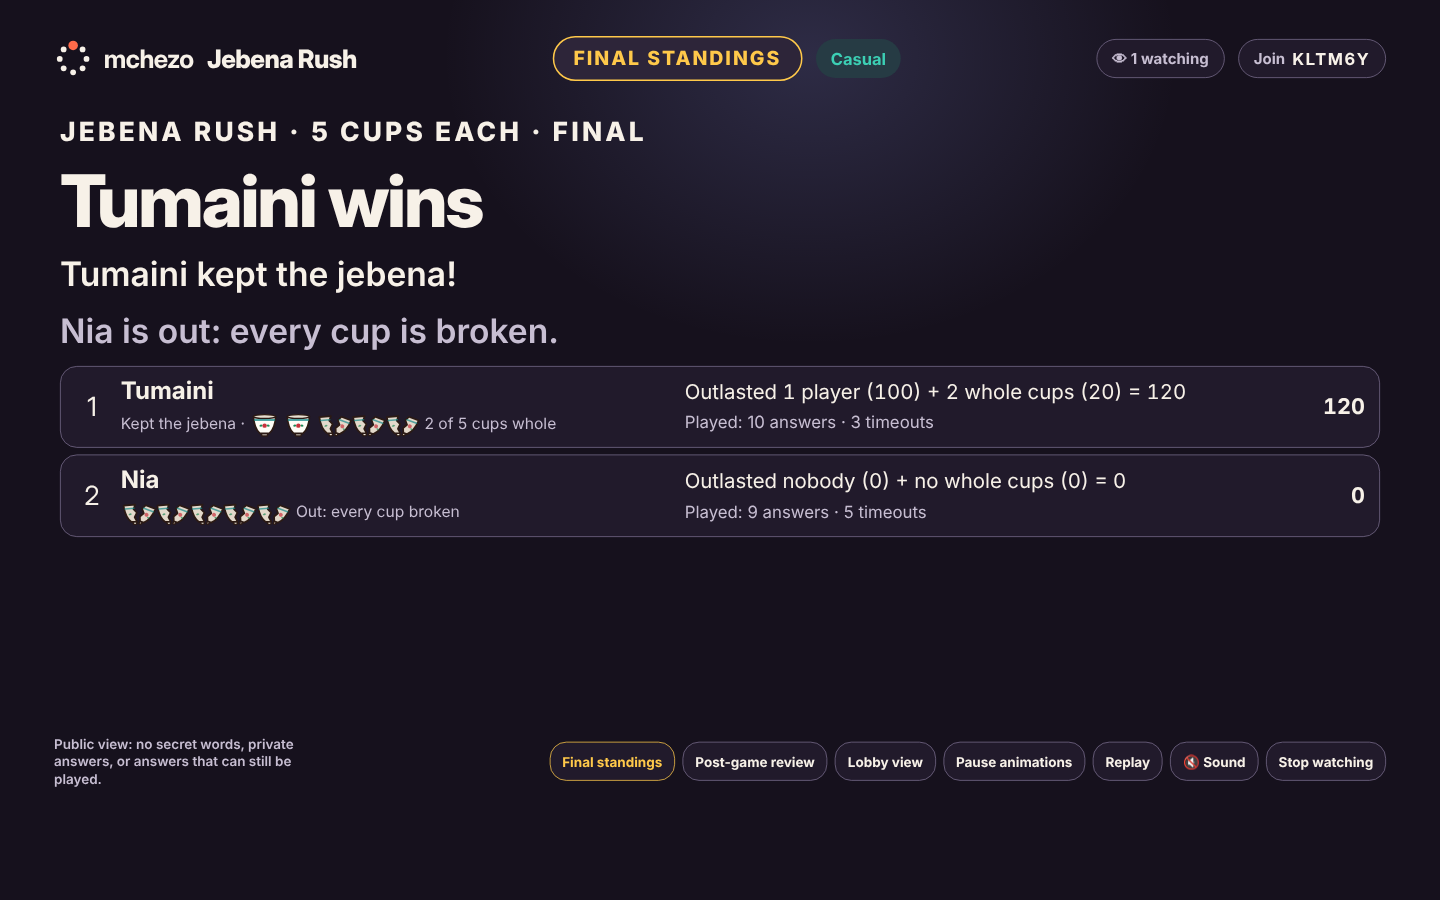 mchezo Jebena Rush
FINAL STANDINGS
Casual
1 watching
Join KLTM6Y
JEBENA RUSH · 5 CUPS EACH · FINAL
Tumaini wins
Tumaini kept the jebena!
Nia is out: every cup is broken.
1
Tumaini
Kept the jebena · 2 of 5 cups whole
Outlasted 1 player (100) + 2 whole cups (20) = 120
Played: 10 answers · 3 timeouts
120
2
Nia
Out: every cup broken
Outlasted nobody (0) + no whole cups (0) = 0
Played: 9 answers · 5 timeouts
0
Public view: no secret words, private
answers, or answers that can still be
played.
Final standings
Post-game review
Lobby view
Pause animations
Replay
Sound
Stop watching